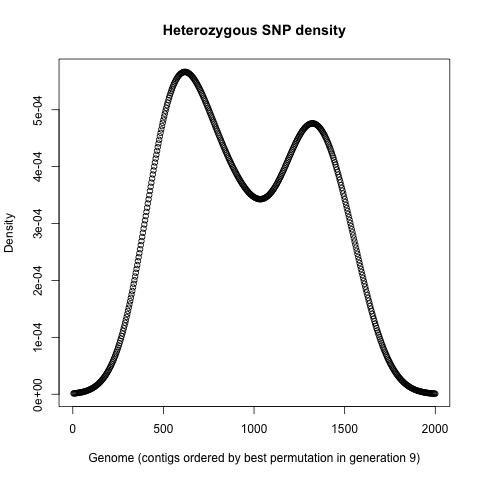 Heterozygous SNP density
Density
5e-04
4e-04
3e-04
2e-04
1e-04
0e+00
0 500 1000 1500 2000
Genome (contigs ordered by best permutation in generation 9)